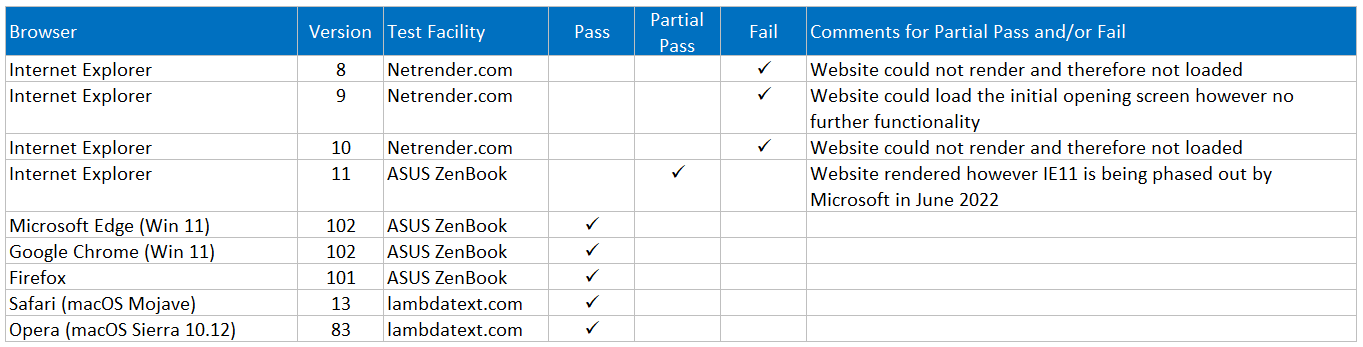 Browser Version Test Facility Pass Partial Pass Fail Comments for Partial Pass and/or Fail
Internet Explorer 8 Netrender.com ✓ Website could not render and therefore not loaded
Internet Explorer 9 Netrender.com ✓ Website could load the initial opening screen however no
further functionality
Internet Explorer 10 Netrender.com ✓ Website could not render and therefore not loaded
Internet Explorer 11 ASUS ZenBook ✓ Website rendered however IE11 is being phased out by
Microsoft in June 2022
Microsoft Edge (Win 11) 102 ASUS ZenBook ✓
Google Chrome (Win 11) 102 ASUS ZenBook ✓
Firefox 101 ASUS ZenBook ✓
Safari (macOS Mojave) 13 lambdatext.com ✓
Opera (macOS Sierra 10.12) 83 lambdatext.com ✓